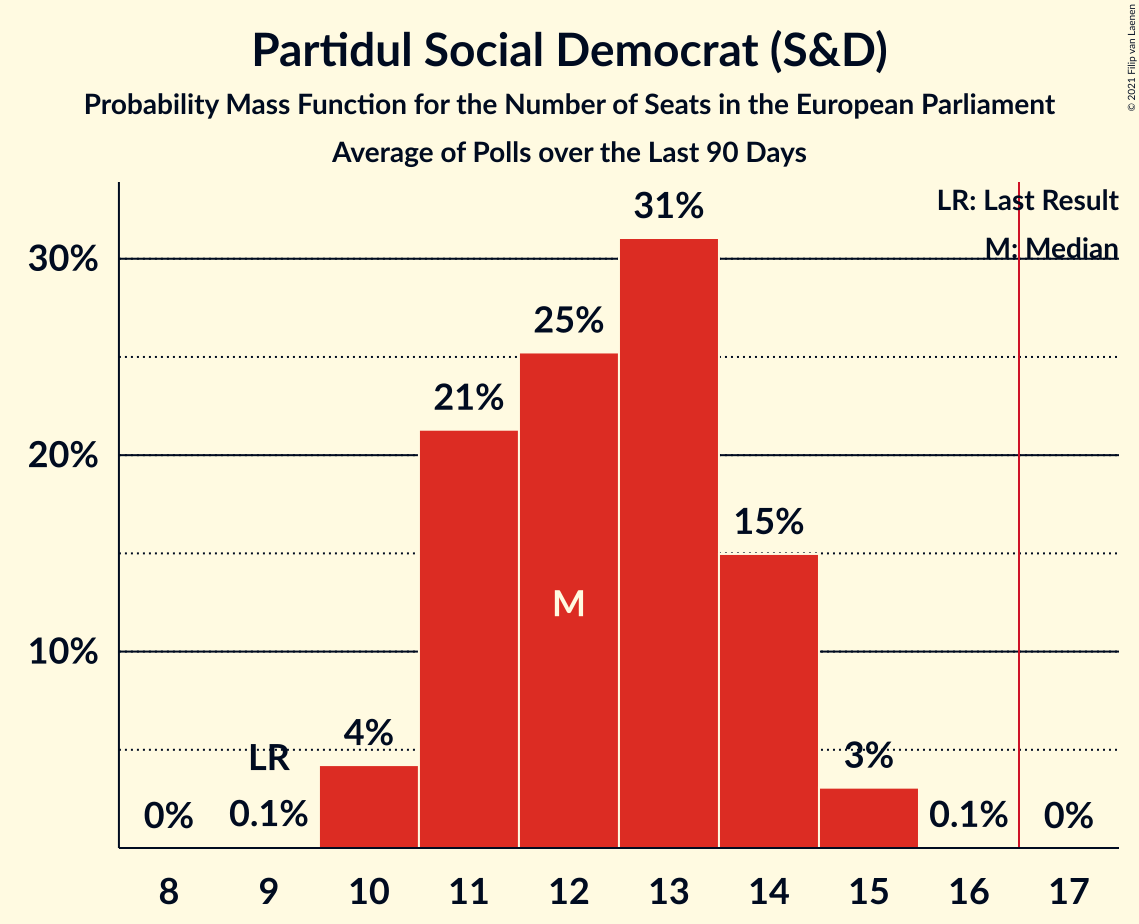 Partidul Social Democrat (S&D)
Probability Mass Function for the Number of Seats in the European Parliament
Average of Polls over the Last 90 Days
© 2021 Filip van Laenen
LR: Last Result
M: Median
31%
30%
25%
21%
20%
15%
M
10%
4%
LR
3%
0%
0.1%
0.1%
0%
8 9 10 11 12 13 14 15 16 17